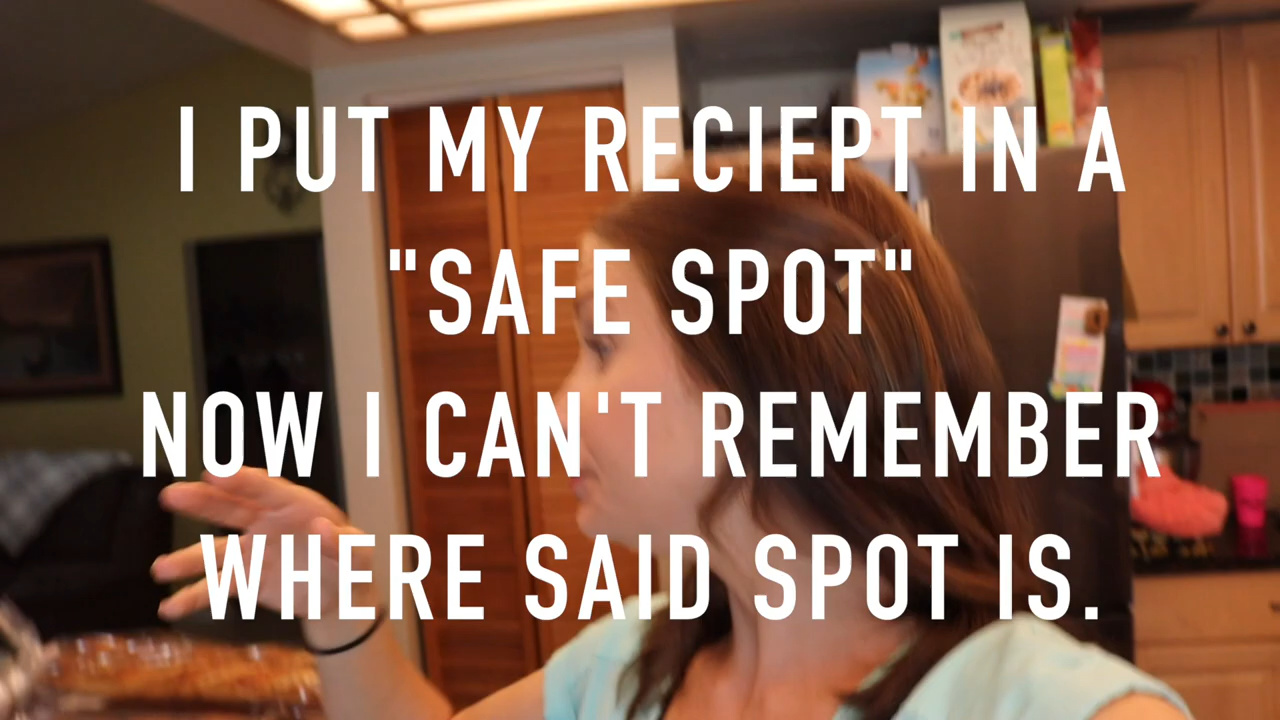 I PUT MY RECIEPT IN A
"SAFE SPOT"
NOW I CAN'T REMEMBER
WHERE SAID SPOT IS.